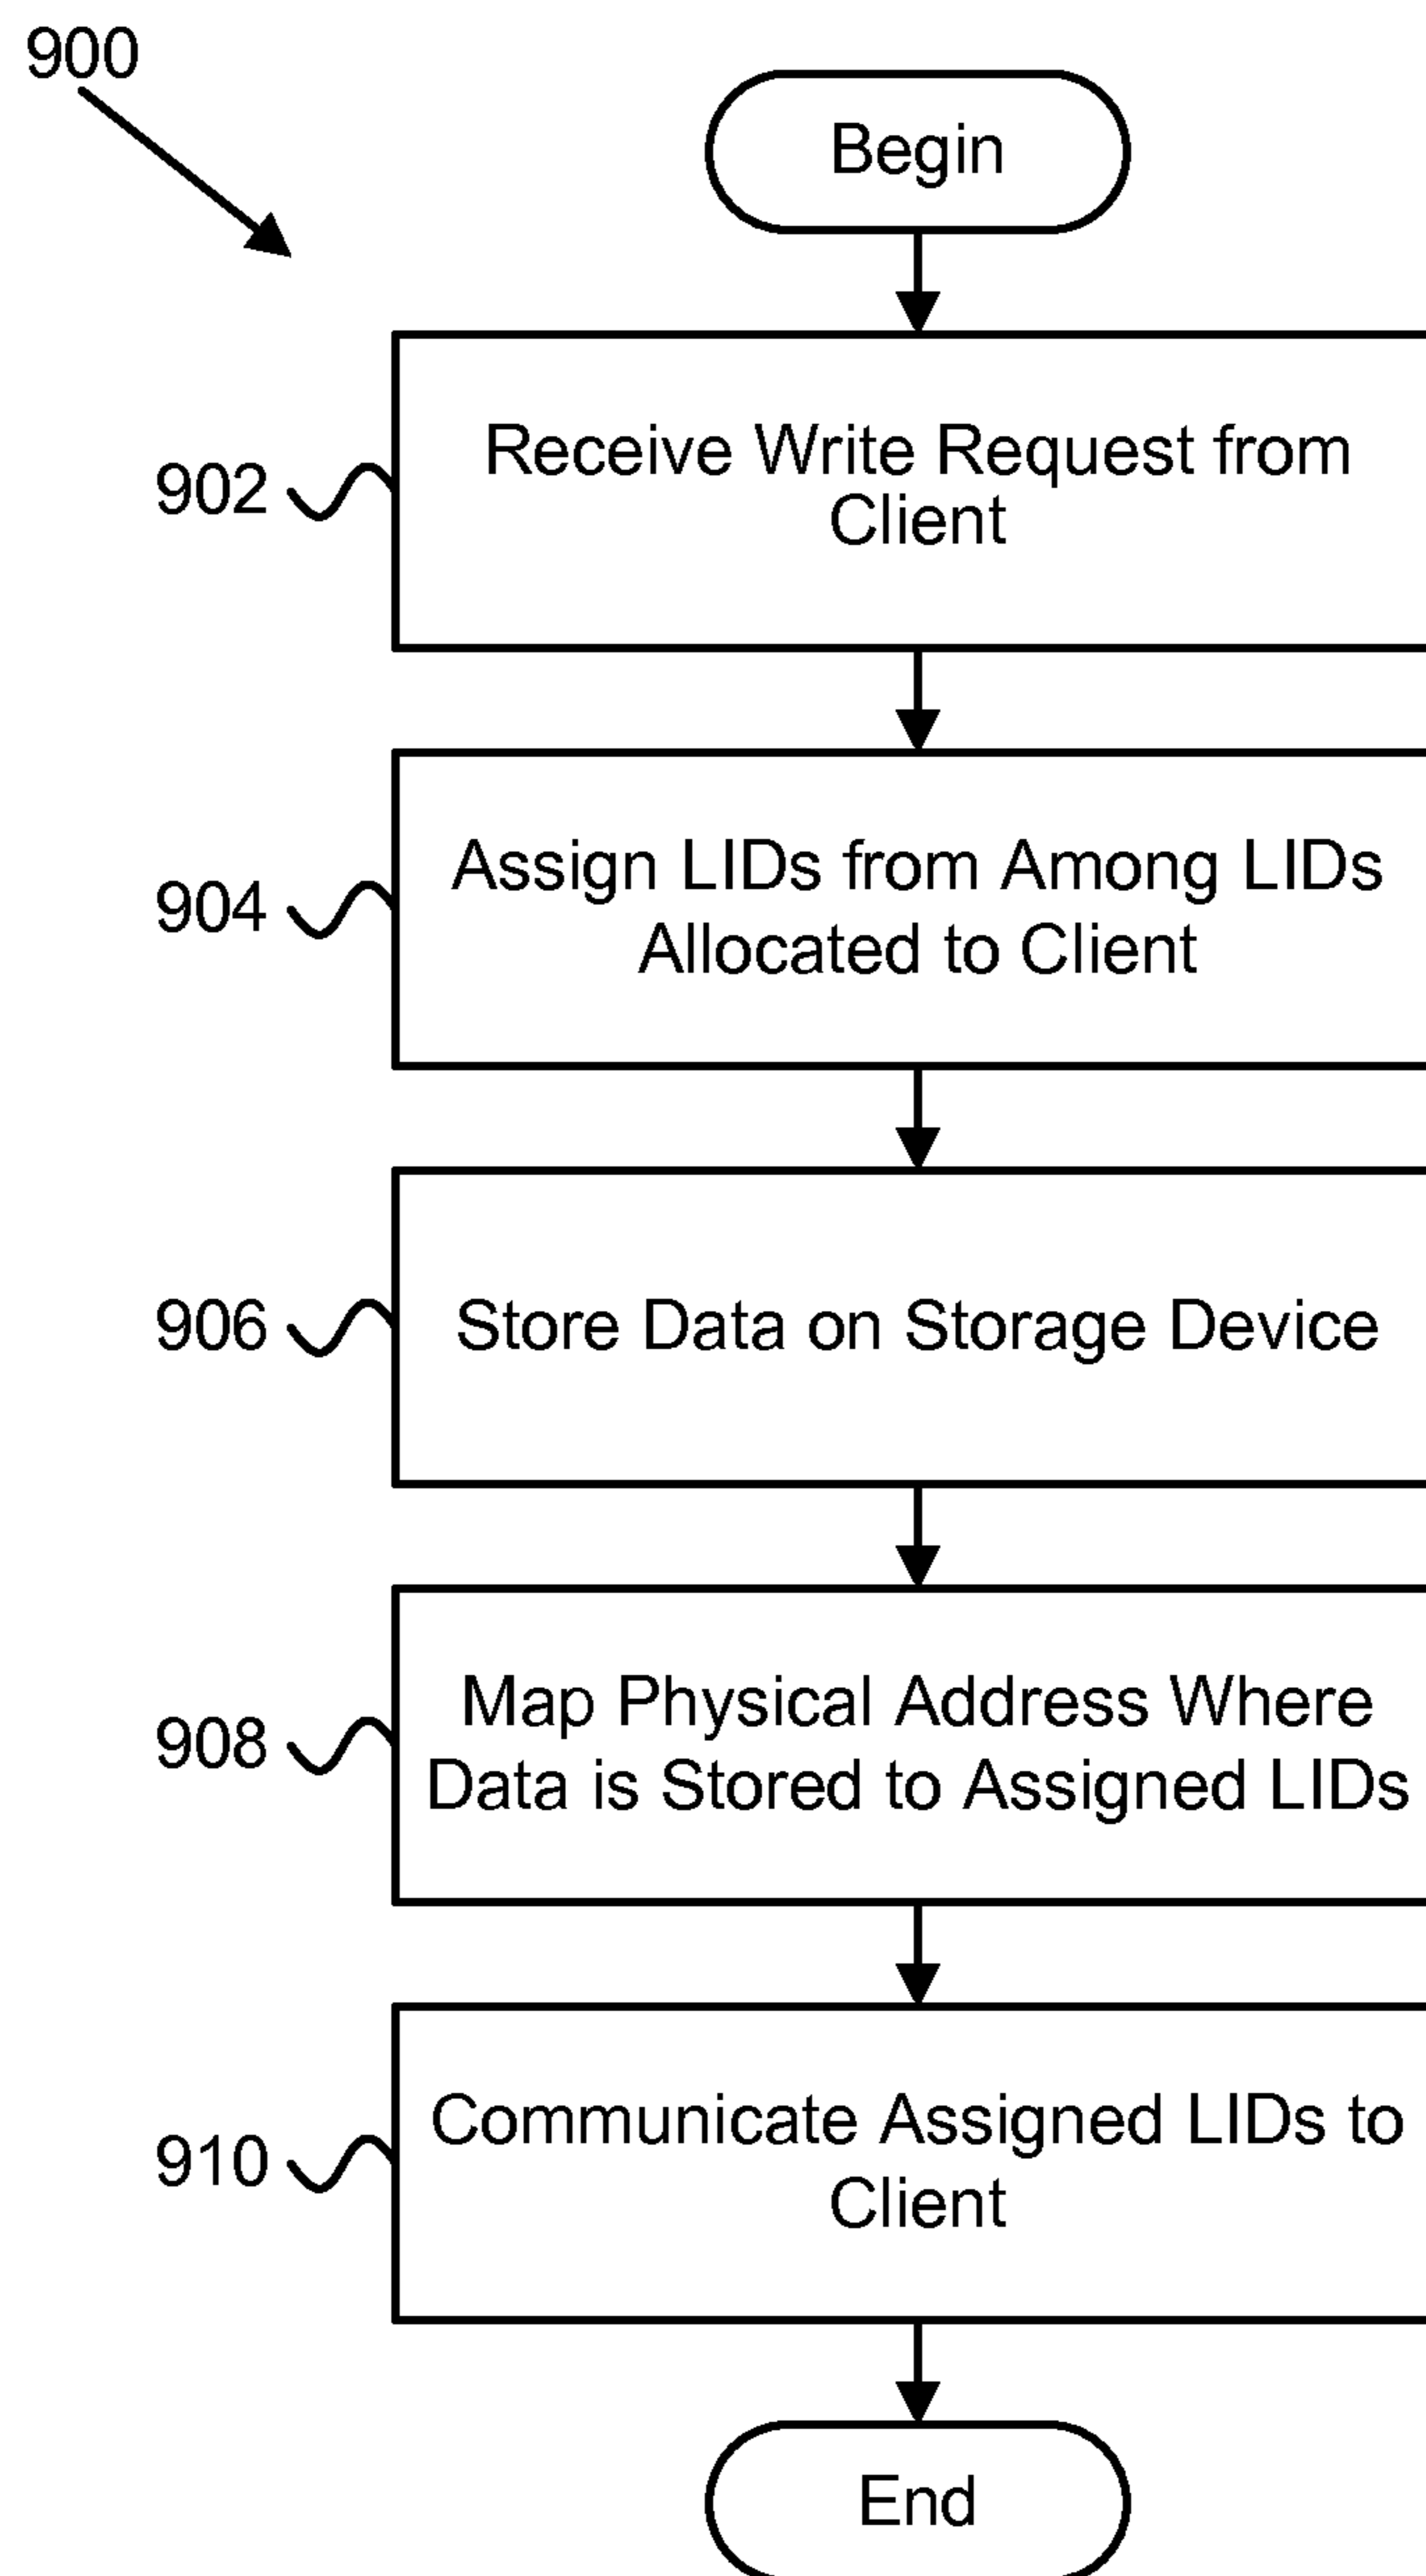 900
Begin
902
Receive Write Request from
Client
904
Assign LIDs from Among LIDs
Allocated to Client
906
Store Data on Storage Device
908
Map Physical Address Where
Data is Stored to Assigned LIDs
910
Communicate Assigned LIDs to
Client
End